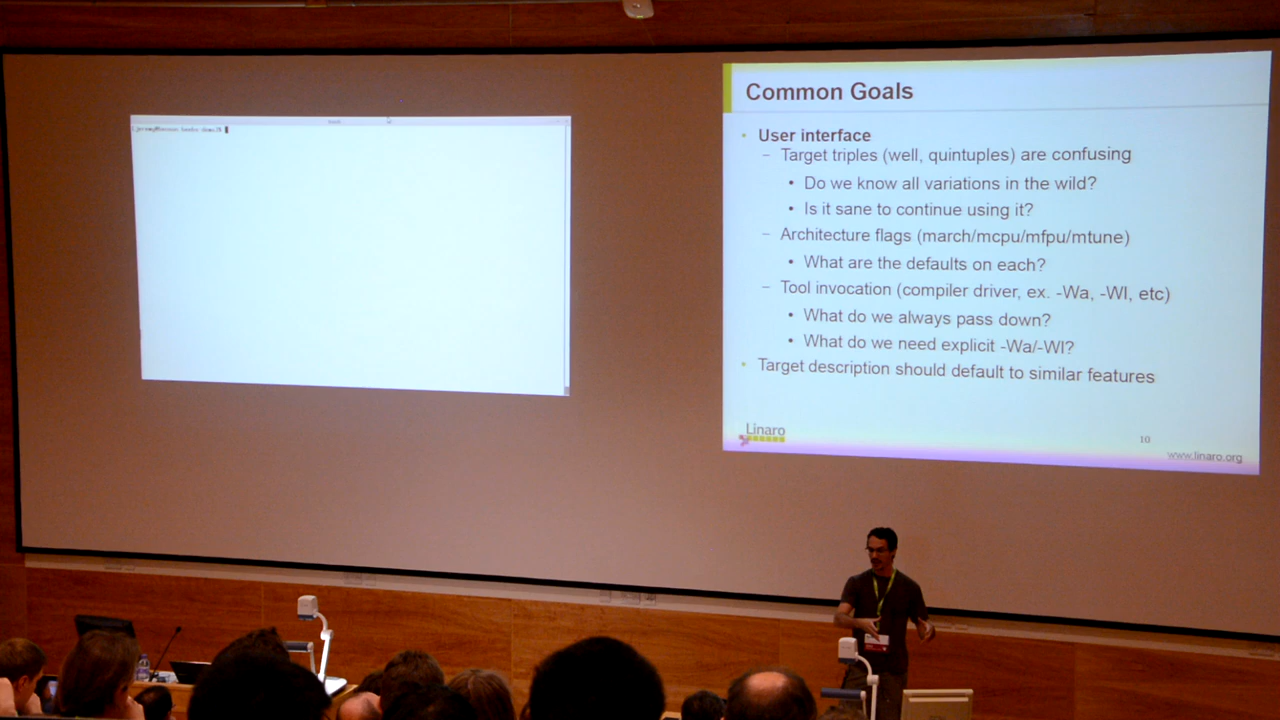 Common Goals
• User interface
– Target triples (well, quintuples) are confusing
• Do we know all variations in the wild?
• Is it sane to continue using it?
– Architecture flags (march/mcpu/mfpu/mtune)
• What are the defaults on each?
– Tool invocation (compiler driver, ex. -Wa, -Wl, etc)
• What do we always pass down?
• What do we need explicit -Wa/-Wl?
• Target description should default to similar features
Linaro
10
www.linaro.org